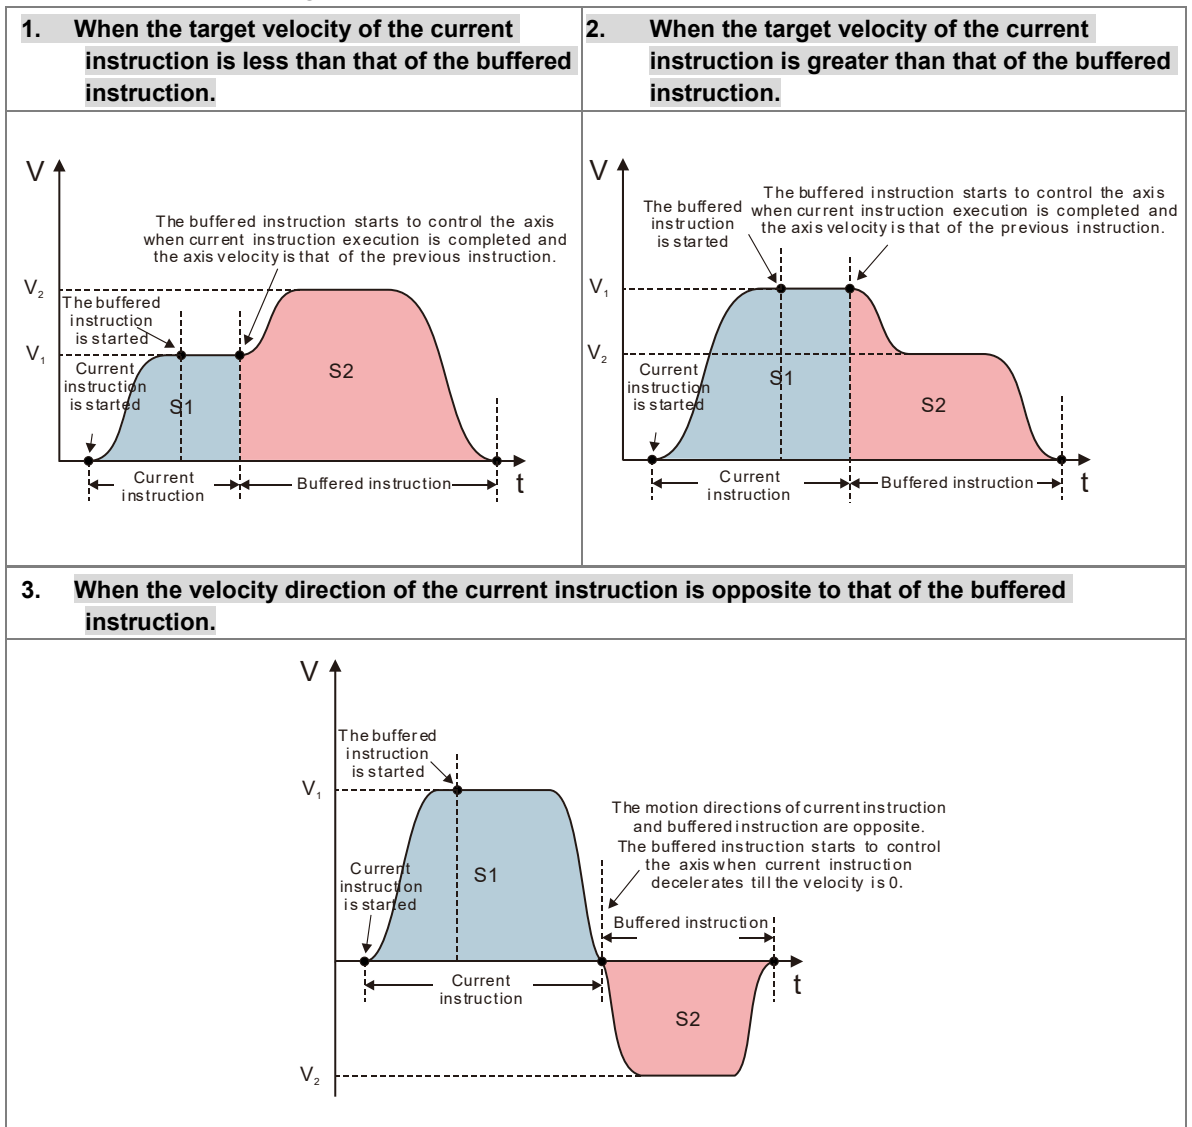 1. When the target velocity of the current
instruction is less than that of the buffered
instruction.
2. When the target velocity of the current
instruction is greater than that of the buffered
instruction.
V
The buffered instruction starts to control the axis
when current instruction execution is completed and
the axis velocity is that of the previous instruction.
V2
The buffered
instruction
is started
V1
Current
instruction
is started
S1
S2
Current
instruction
Buffered instruction
t
V
The buffered
instruction
is started
The buffered instruction starts to control the axis
when current instruction execution is completed and
the axis velocity is that of the previous instruction.
V1
V2
Current
instruction
is started
S1
S2
Current
instruction
Buffered instruction
t
3. When the velocity direction of the current instruction is opposite to that of the buffered
instruction.
V
The buffered
instruction
is started
V1
The motion directions of current instruction
and buffered instruction are opposite.
The buffered instruction starts to control
the axis when current instruction
decelerates till the velocity is 0.
Current
instruction
is started
S1
Buffered instruction
Current
instruction
t
S2
V2